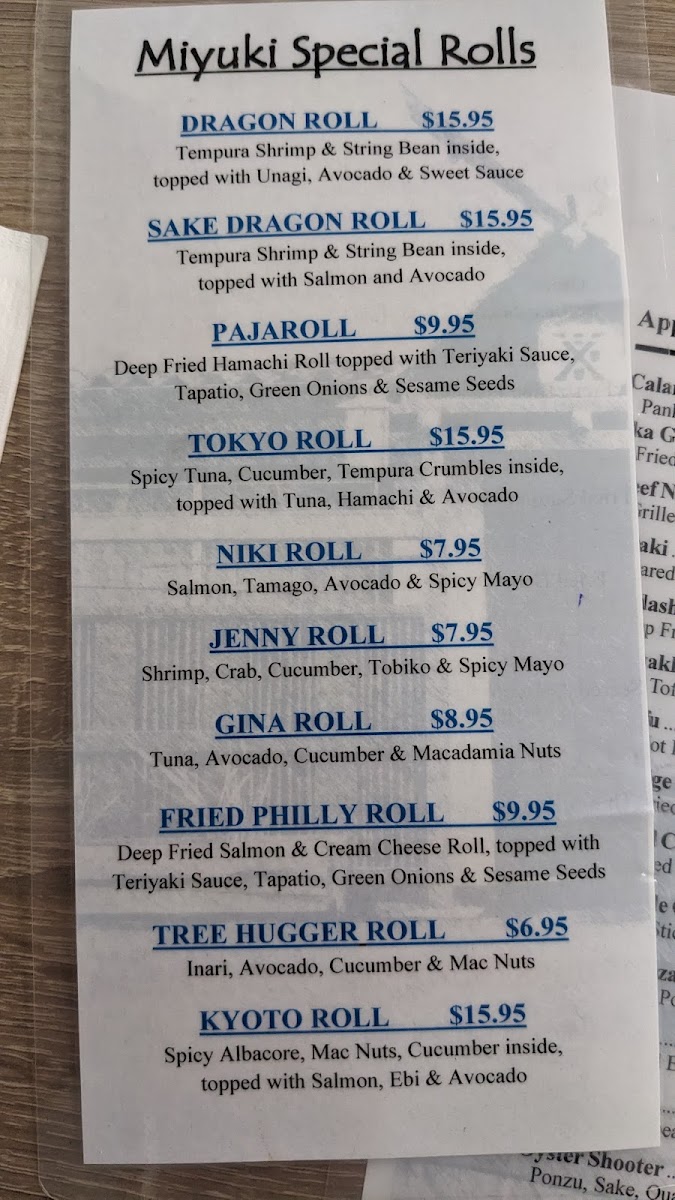 Miyuki Special Rolls
DRAGON ROLL $15.95
Tempura Shrimp & String Bean inside,
topped with Unagi, Avocado & Sweet Sauce
SAKE DRAGON ROLL $15.95
Tempura Shrimp & String Bean inside,
topped with Salmon and Avocado
PAJAROLL $9.95
Deep Fried Hamachi Roll topped with Teriyaki Sauce,
Tapatio, Green Onions & Sesame Seeds
TOKYO ROLL $15.95
Spicy Tuna, Cucumber, Tempura Crumbles inside,
topped with Tuna, Hamachi & Avocado
NIKI ROLL $7.95
Salmon, Tamago, Avocado & Spicy Mayo
JENNY ROLL $7.95
Shrimp, Crab, Cucumber, Tobiko & Spicy Mayo
GINA ROLL $8.95
Tuna, Avocado, Cucumber & Macadamia Nuts
FRIED PHILLY ROLL $9.95
Deep Fried Salmon & Cream Cheese Roll, topped with
Teriyaki Sauce, Tapatio, Green Onions & Sesame Seeds
TREE HUGGER ROLL $6.95
Inari, Avocado, Cucumber & Mac Nuts
KYOTO ROLL $15.95
Spicy Albacore, Mac Nuts, Cucumber inside,
topped with Salmon, Ebi & Avocado
Oyster Shooter
Ponzu, Sake,